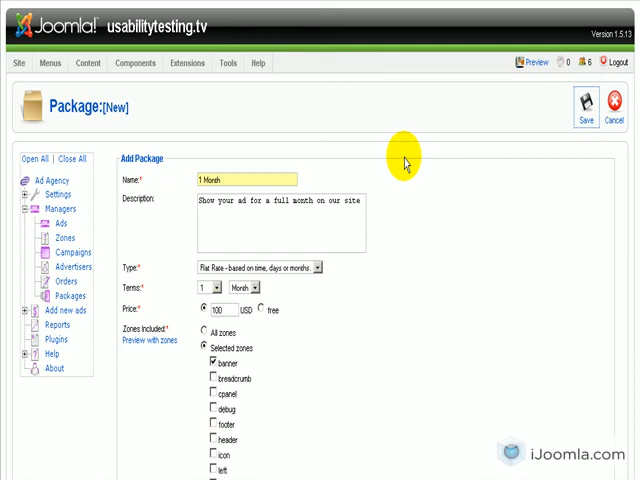 Joomla! usabilitytesting.tv
Version 1.5.13
Site Menus Content Components Extensions Tools Help Preview 0 6 Logout
Package:[New]
Save Cancel
Open All | Close All
Ad Agency
Settings
Managers
Ads
Zones
Campaigns
Advertisers
Orders
Packages
Add new ads
Reports
Plugins
Help
About
Add Package
Name:* 1 Month
Description: Show your ad for a full month on our site
Type:* Flat Rate - based on time, days or months.
Terms:* 1 Month
Price:* 100 USD free
Zones Included:* All zones
Preview with zones
Selected zones
banner
breadcrumb
cpanel
debug
footer
header
icon
left
iJoomla.com